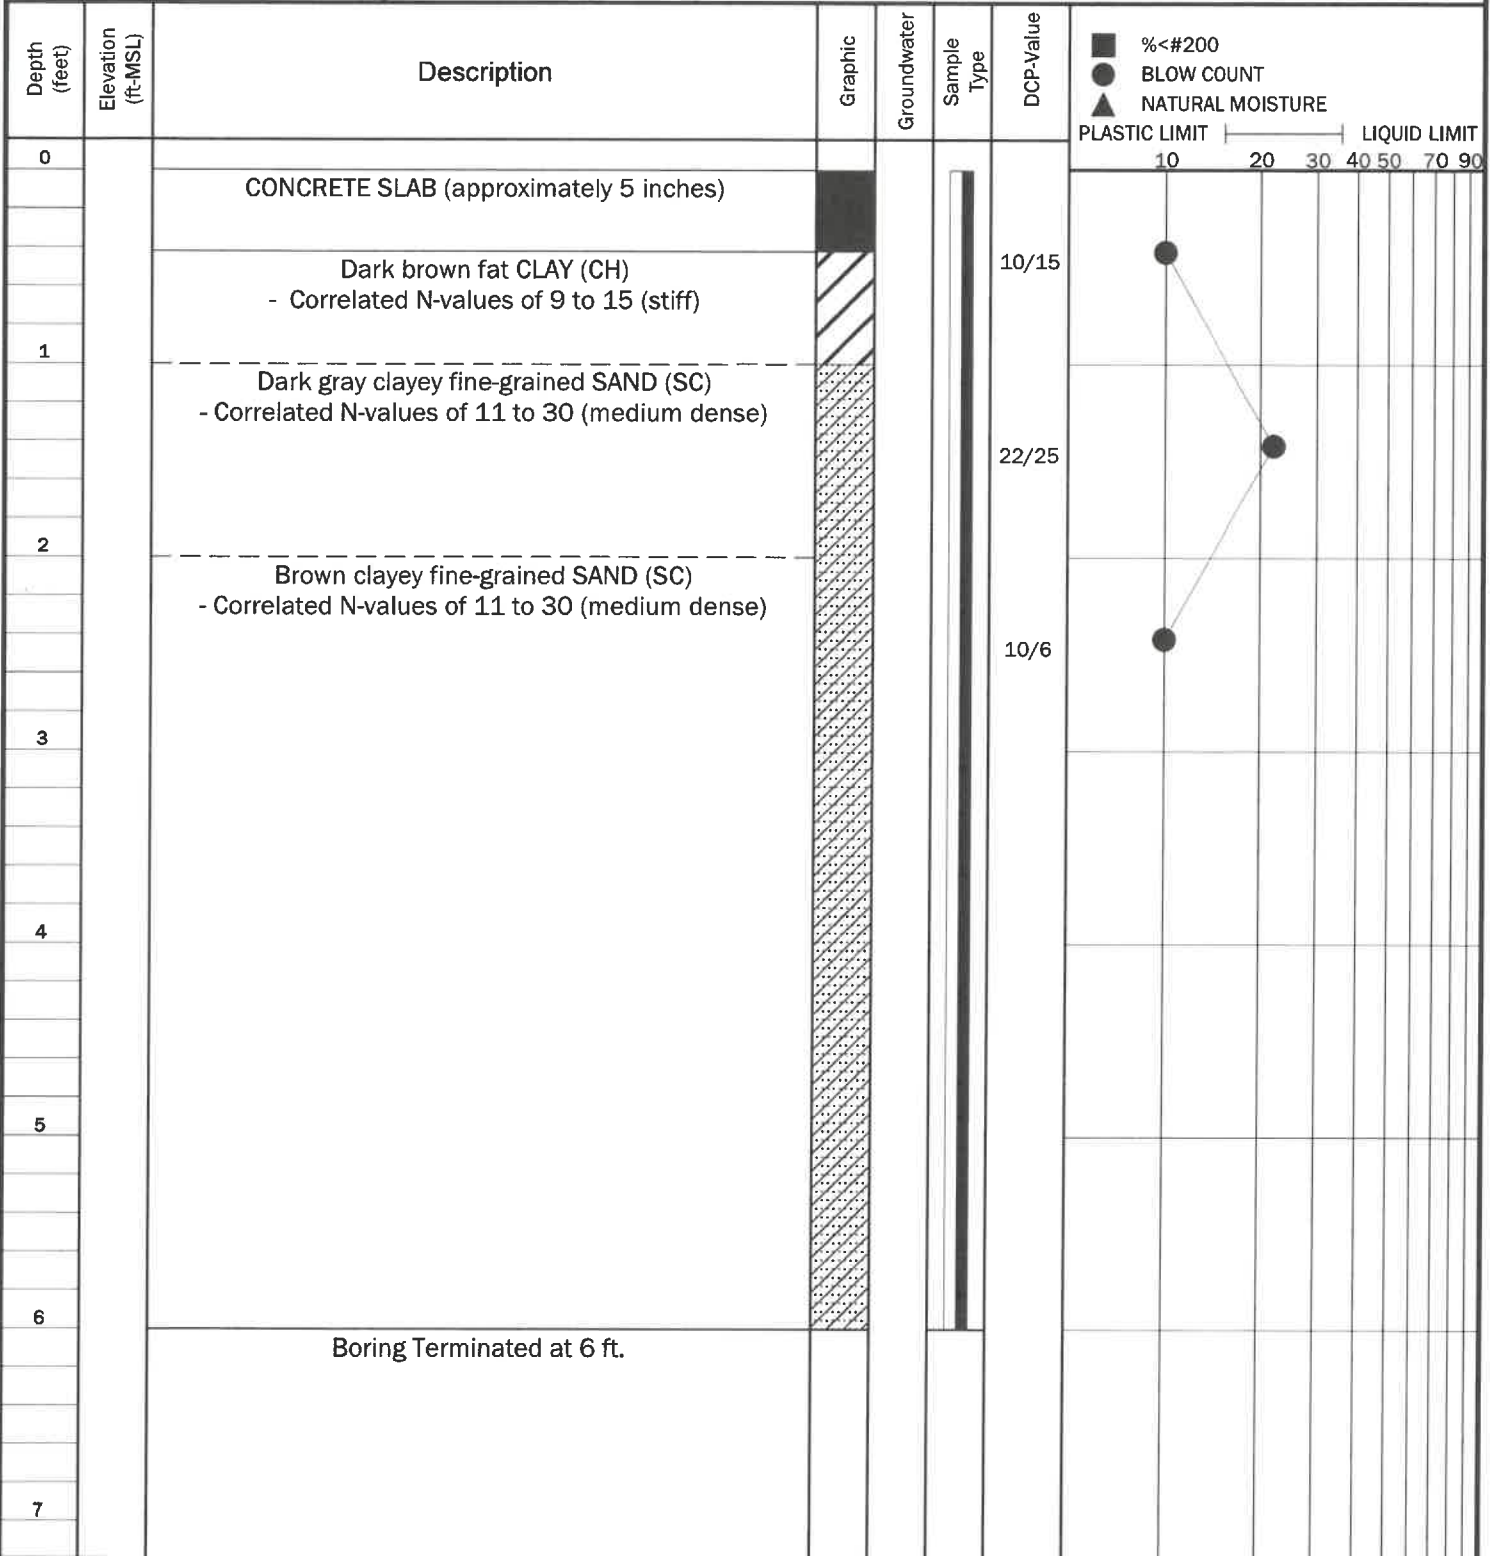 Depth
(feet)
Elevation
(ft-MSL)
Description
Graphic
Groundwater
Sample
Type
DCP-Value
%<#200
BLOW COUNT
NATURAL MOISTURE
PLASTIC LIMIT LIQUID LIMIT
10 20 30 40 50 70 90
0
CONCRETE SLAB (approximately 5 inches)
Dark brown fat CLAY (CH)
- Correlated N-values of 9 to 15 (stiff)
10/15
1
Dark gray clayey fine-grained SAND (SC)
- Correlated N-values of 11 to 30 (medium dense)
22/25
2
Brown clayey fine-grained SAND (SC)
- Correlated N-values of 11 to 30 (medium dense)
10/6
3
4
5
6
Boring Terminated at 6 ft.
7